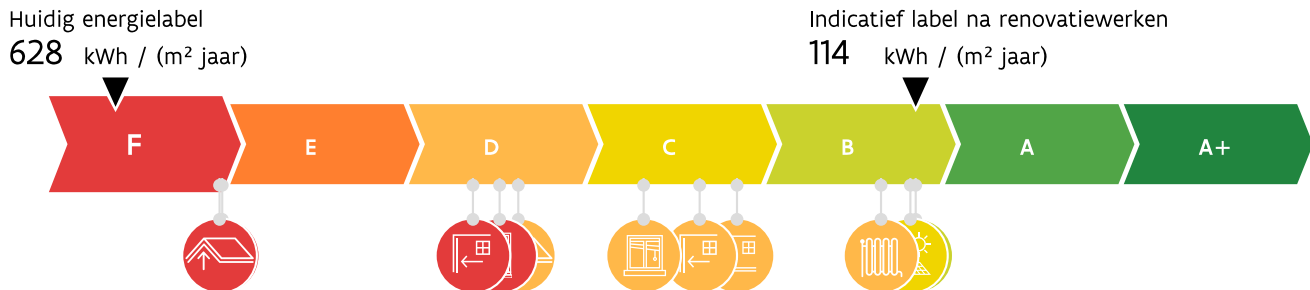 Huidig energielabel
628 kWh / (m² jaar)
Indicatief label na renovatiewerken
114 kWh / (m² jaar)
F E D C B A A+